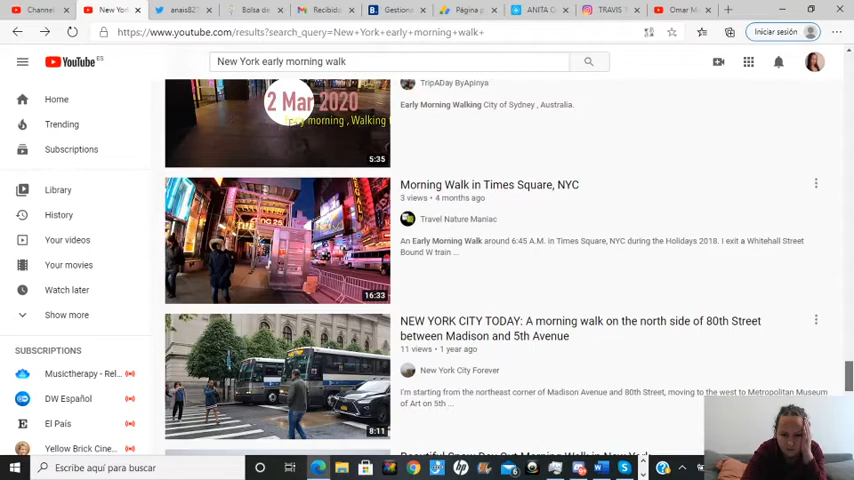 Channel
New York
anais82
Bolsa de
Recibido
Gestiona
Página p
ANITA Co
TRAVIS T
Omar M
https://www.youtube.com/results?search_query=New+York+early+morning+walk+
Iniciar sesión
YouTube ES
New York early morning walk
Home
Trending
Subscriptions
Library
History
Your videos
Your movies
Watch later
Show more
SUBSCRIPTIONS
Musictherapy - Rel...
DW Español
El País
Yellow Brick Cine...
2 Mar 2020
Early morning , Walking t
5:35
TripADay ByApinya
Early Morning Walking City of Sydney , Australia.
16:33
Morning Walk in Times Square, NYC
3 views • 4 months ago
Travel Nature Maniac
An Early Morning Walk around 6:45 A.M. in Times Square, NYC during the Holidays 2018. I exit a Whitehall Street
Bound W train ...
8:11
NEW YORK CITY TODAY: A morning walk on the north side of 80th Street
between Madison and 5th Avenue
11 views • 1 year ago
New York City Forever
I'm starting from the northeast corner of Madison Avenue and 80th Street, moving to the west to Metropolitan Museum
of Art on 5th ...
Escribe aquí para buscar